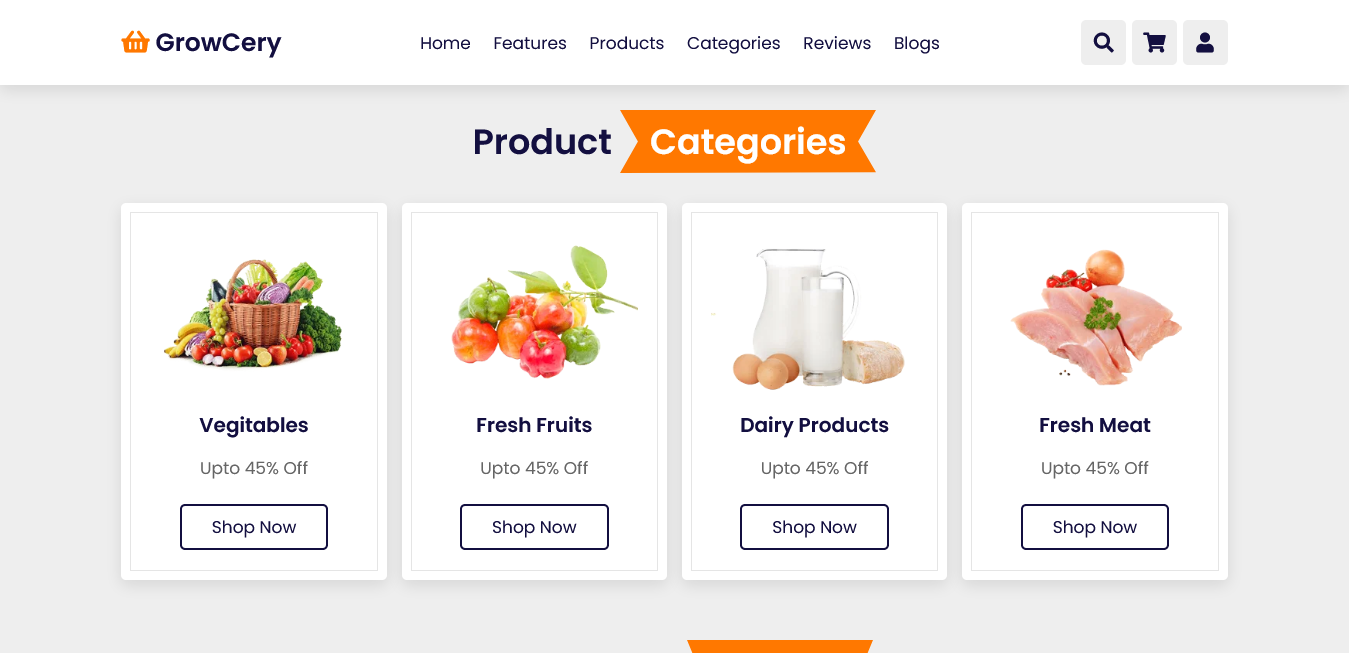 GrowCery
Home Features Products Categories Reviews Blogs
Product Categories
Vegitables
Upto 45% Off
Shop Now
Fresh Fruits
Upto 45% Off
Shop Now
Dairy Products
Upto 45% Off
Shop Now
Fresh Meat
Upto 45% Off
Shop Now